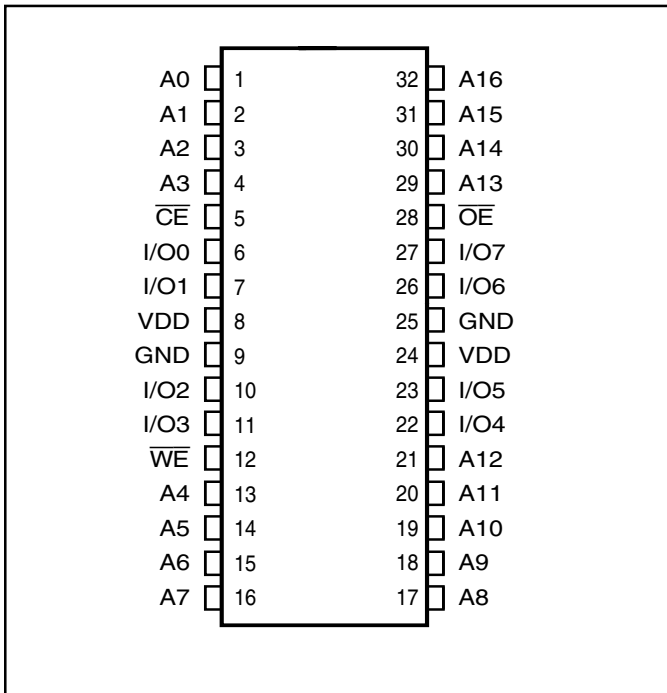 A0 1 32 A16
A1 2 31 A15
A2 3 30 A14
A3 4 29 A13
C̅E̅ 5 28 O̅E̅
I/O0 6 27 I/O7
I/O1 7 26 I/O6
VDD 8 25 GND
GND 9 24 VDD
I/O2 10 23 I/O5
I/O3 11 22 I/O4
W̅E̅ 12 21 A12
A4 13 20 A11
A5 14 19 A10
A6 15 18 A9
A7 16 17 A8